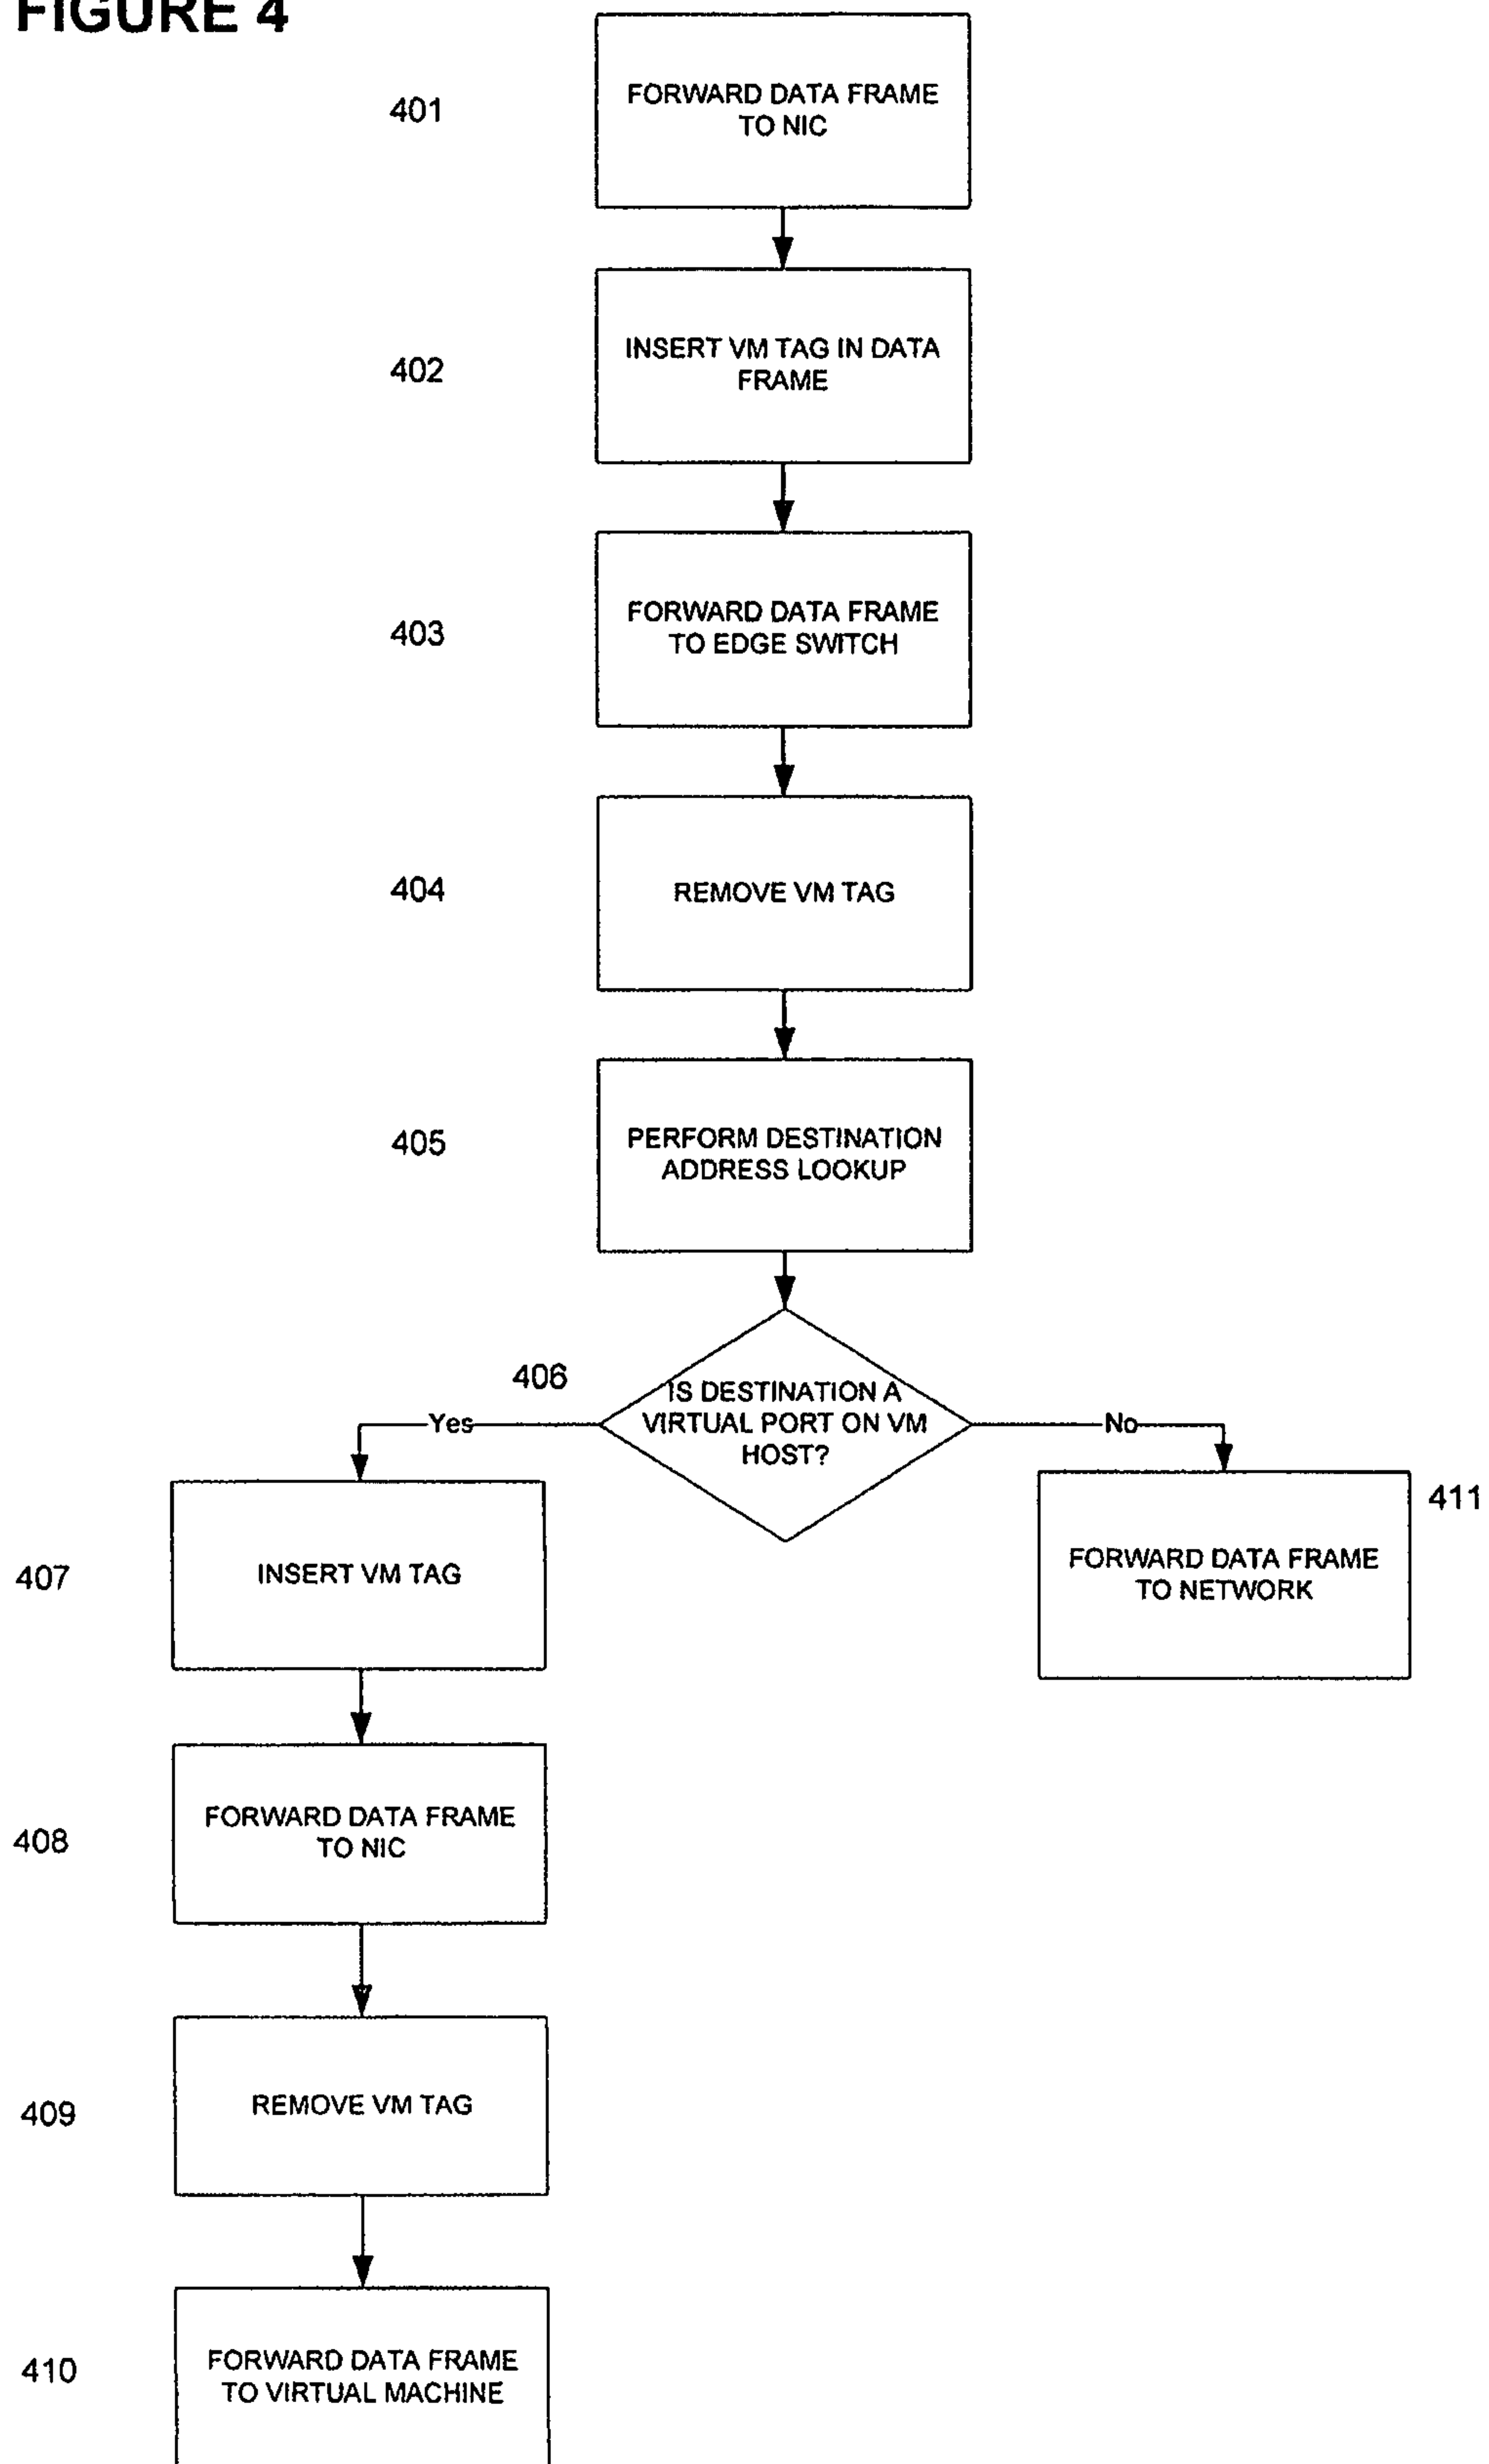 FIGURE 4
401
FORWARD DATA FRAME
TO NIC
402
INSERT VM TAG IN DATA
FRAME
403
FORWARD DATA FRAME
TO EDGE SWITCH
404
REMOVE VM TAG
405
PERFORM DESTINATION
ADDRESS LOOKUP
406
IS DESTINATION A
VIRTUAL PORT ON VM
HOST?
Yes
No
411
FORWARD DATA FRAME
TO NETWORK
407
INSERT VM TAG
408
FORWARD DATA FRAME
TO NIC
409
REMOVE VM TAG
410
FORWARD DATA FRAME
TO VIRTUAL MACHINE